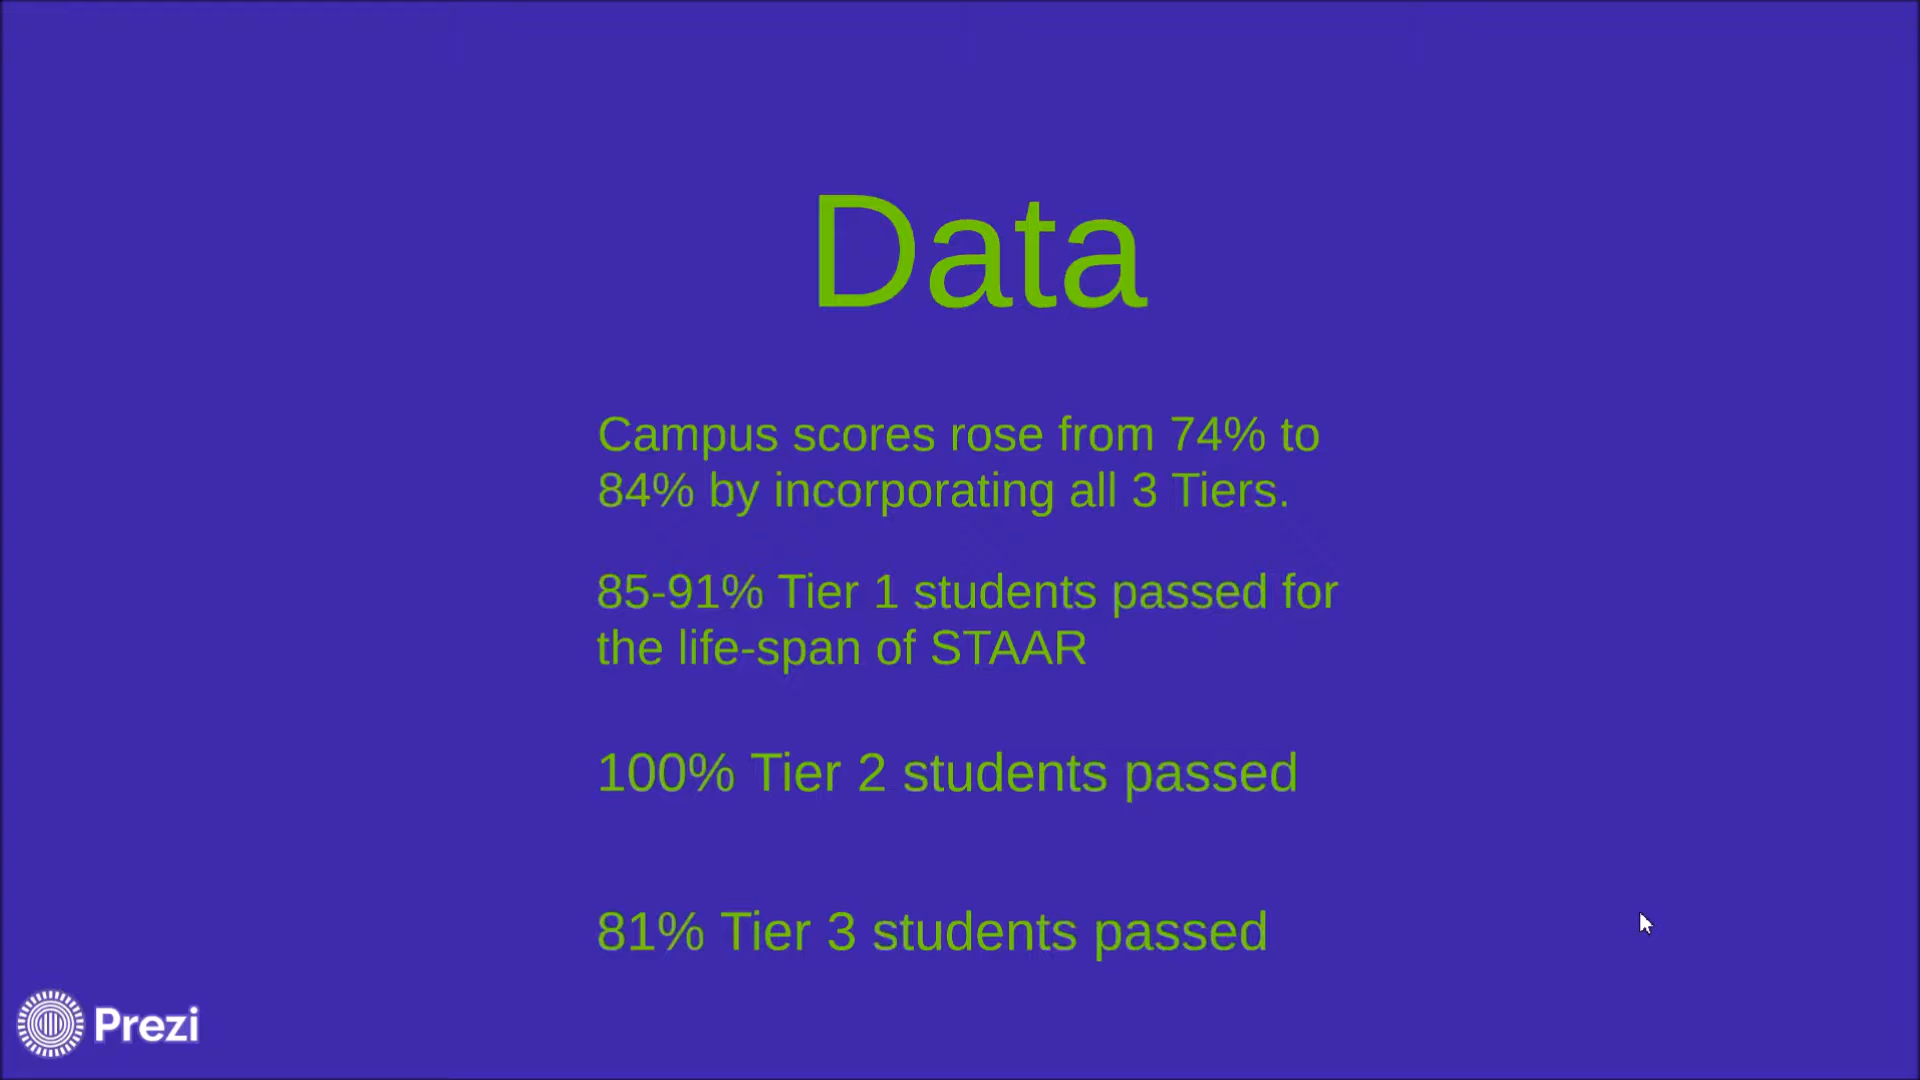 Data
Campus scores rose from 74% to
84% by incorporating all 3 Tiers.
85-91% Tier 1 students passed for
the life-span of STAAR
100% Tier 2 students passed
81% Tier 3 students passed
Prezi